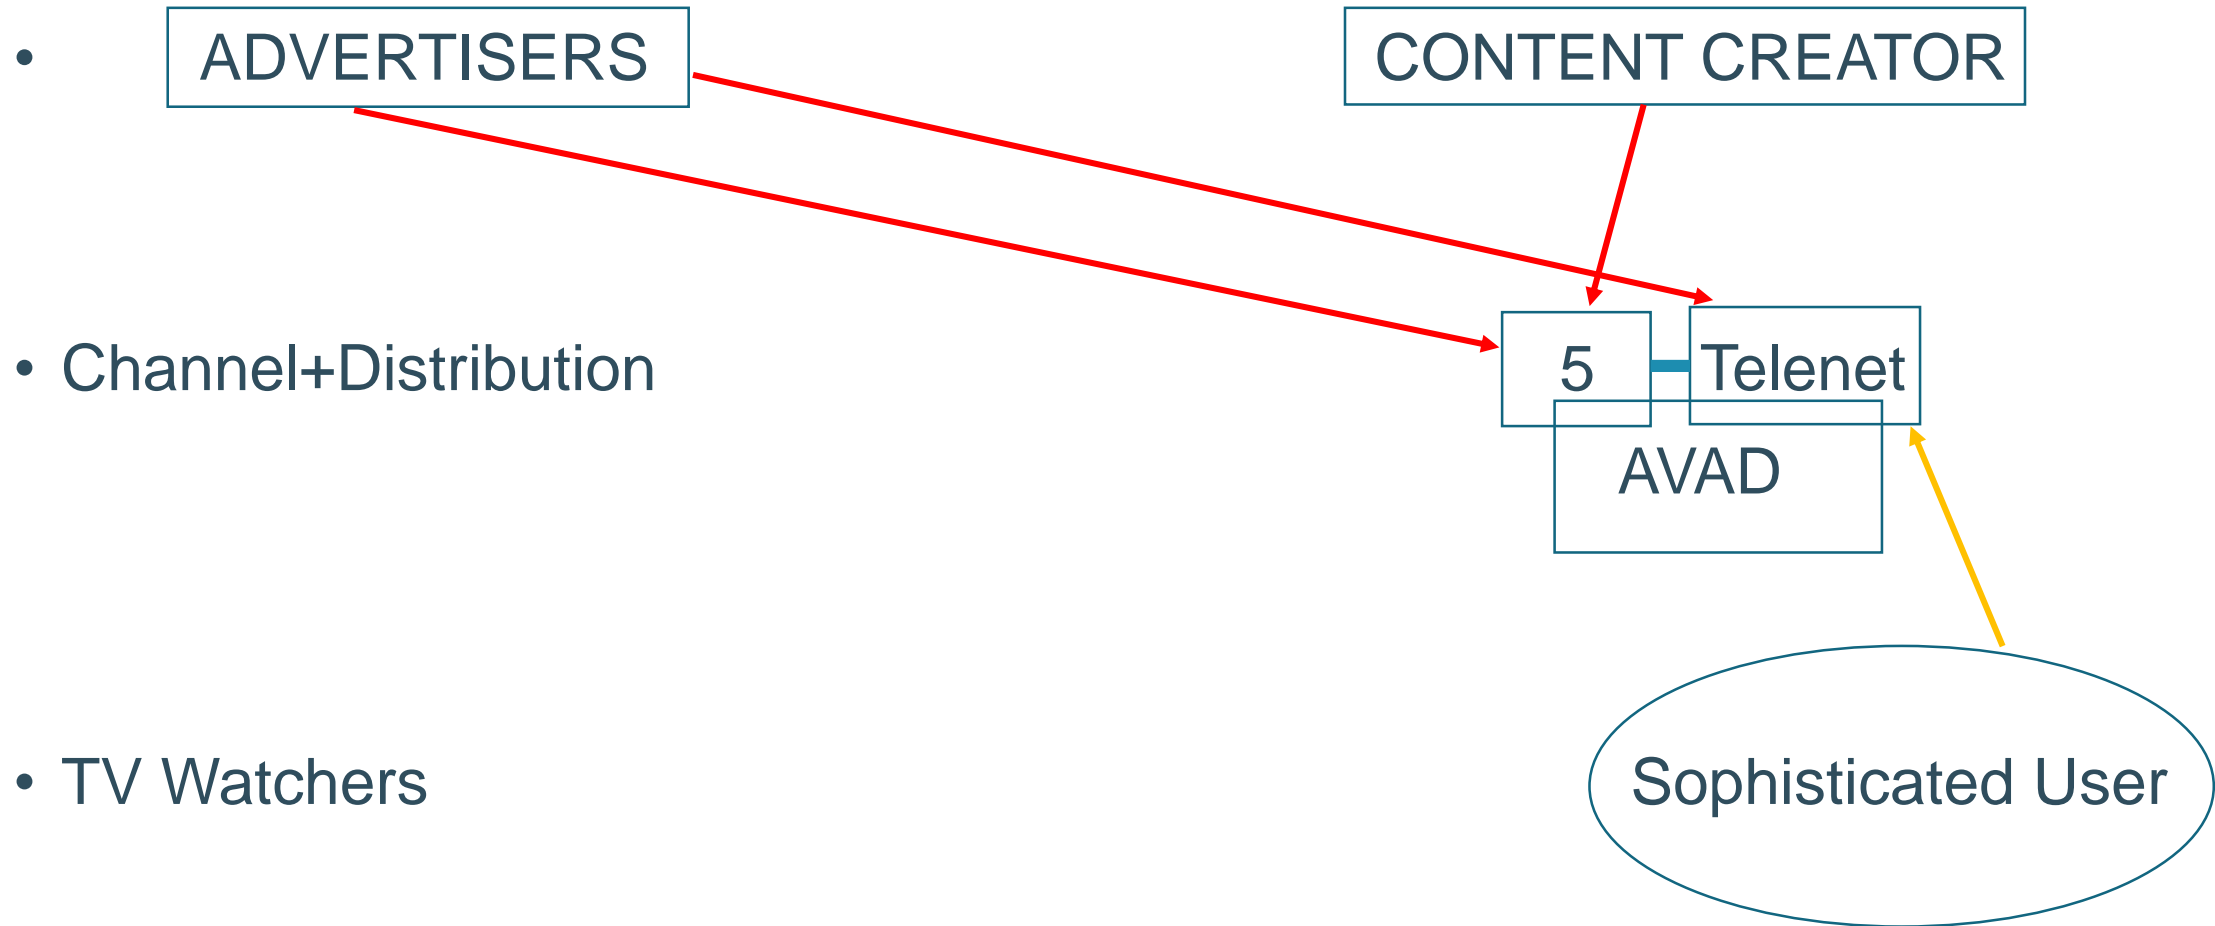 • ADVERTISERS CONTENT CREATOR
• Channel+Distribution 5 Telenet
AVAD
• TV Watchers Sophisticated User